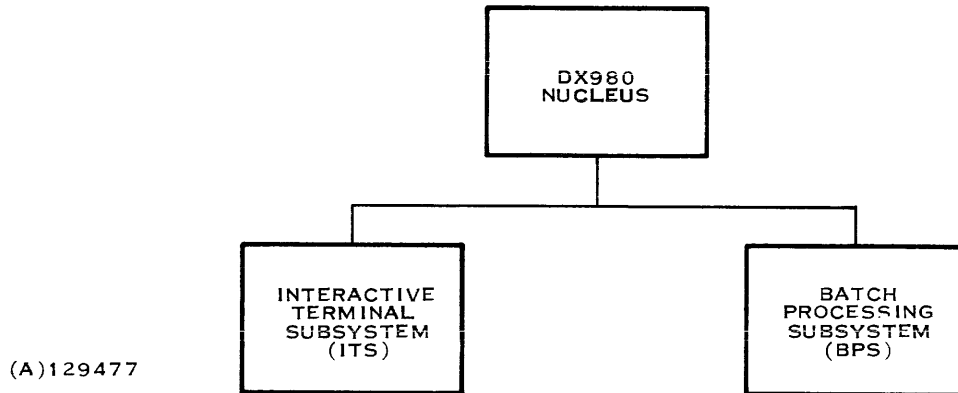 DX980
NUCLEUS
INTERACTIVE
TERMINAL
SUBSYSTEM
(ITS)
BATCH
PROCESSING
SUBSYSTEM
(BPS)
(A)129477